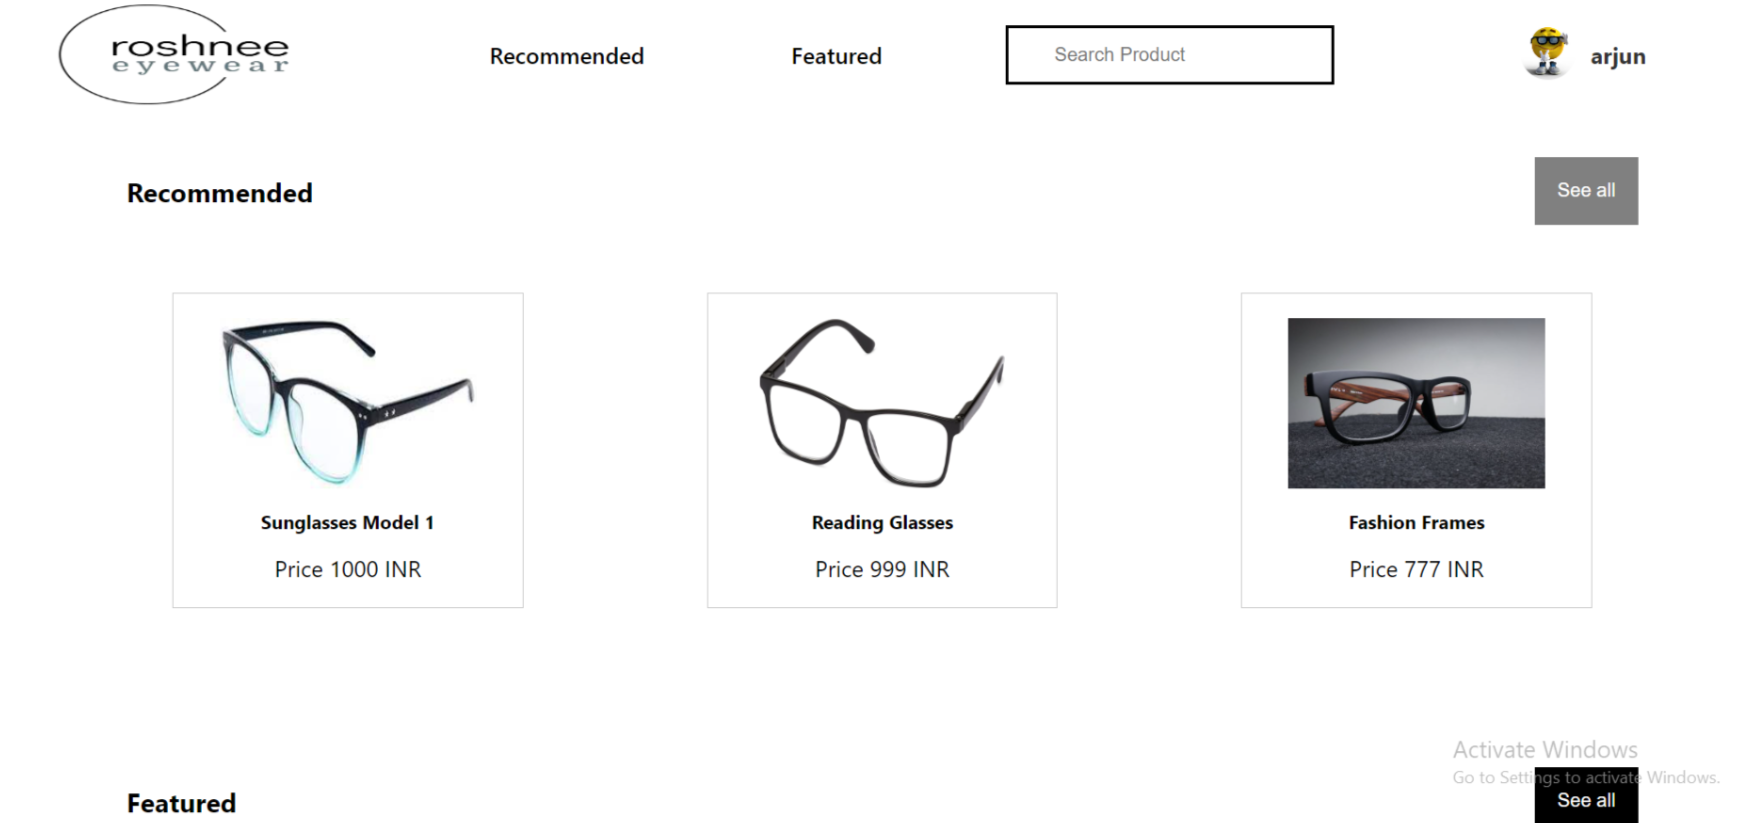 roshnee
eyewear
Recommended
Featured
Search Product
arjun
Recommended
See all
Sunglasses Model 1
Price 1000 INR
Reading Glasses
Price 999 INR
Fashion Frames
Price 777 INR
Activate Windows
Go to Settings to activate Windows.
Featured
See all